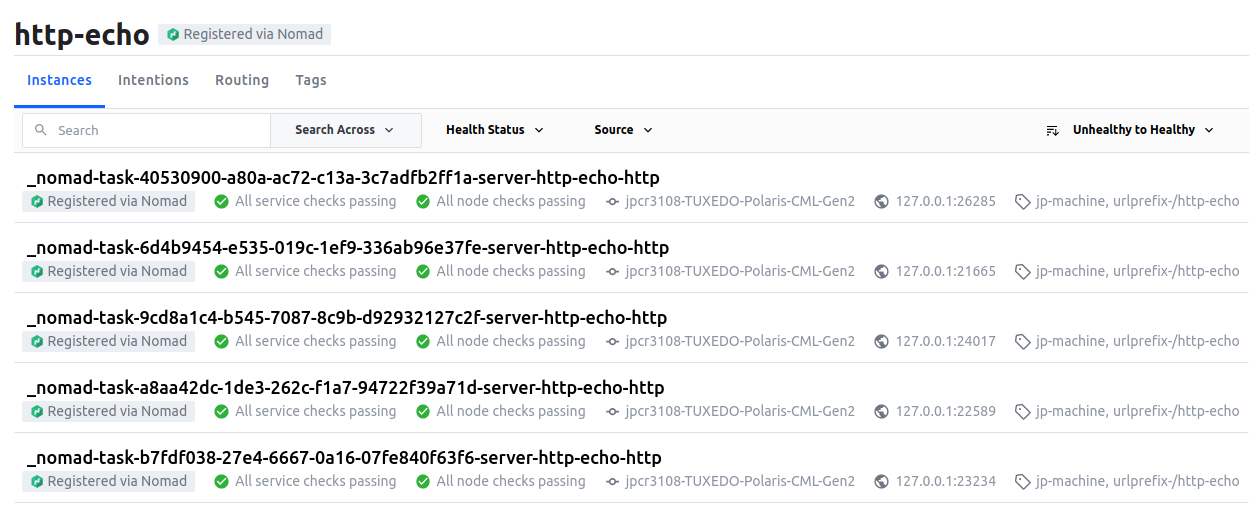 http-echo Registered via Nomad
Instances Intentions Routing Tags
Search Search Across Health Status Source Unhealthy to Healthy
_nomad-task-40530900-a80a-ac72-c13a-3c7adfb2ff1a-server-http-echo-http
Registered via Nomad All service checks passing All node checks passing jpcr3108-TUXEDO-Polaris-CML-Gen2 127.0.0.1:26285 jp-machine, urlprefix-/http-echo
_nomad-task-6d4b9454-e535-019c-1ef9-336ab96e37fe-server-http-echo-http
Registered via Nomad All service checks passing All node checks passing jpcr3108-TUXEDO-Polaris-CML-Gen2 127.0.0.1:21665 jp-machine, urlprefix-/http-echo
_nomad-task-9cd8a1c4-b545-7087-8c9b-d92932127c2f-server-http-echo-http
Registered via Nomad All service checks passing All node checks passing jpcr3108-TUXEDO-Polaris-CML-Gen2 127.0.0.1:24017 jp-machine, urlprefix-/http-echo
_nomad-task-a8aa42dc-1de3-262c-f1a7-94722f39a71d-server-http-echo-http
Registered via Nomad All service checks passing All node checks passing jpcr3108-TUXEDO-Polaris-CML-Gen2 127.0.0.1:22589 jp-machine, urlprefix-/http-echo
_nomad-task-b7fdf038-27e4-6667-0a16-07fe840f63f6-server-http-echo-http
Registered via Nomad All service checks passing All node checks passing jpcr3108-TUXEDO-Polaris-CML-Gen2 127.0.0.1:23234 jp-machine, urlprefix-/http-echo